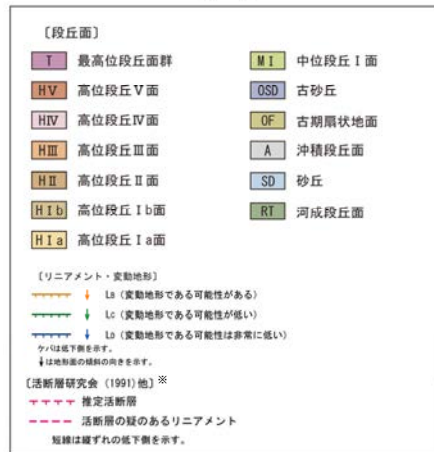 〔段丘面〕
T 最高位段丘面群
HⅤ 高位段丘Ⅴ面
HⅣ 高位段丘Ⅳ面
HⅢ 高位段丘Ⅲ面
HⅡ 高位段丘Ⅱ面
HⅠb 高位段丘Ⅰb面
HⅠa 高位段丘Ⅰa面
MⅠ 中位段丘Ⅰ面
OSD 古砂丘
OF 古期扇状地面
A 沖積段丘面
SD 砂丘
RT 河成段丘面
〔リニアメント・変動地形〕
LB（変動地形である可能性がある）
LC（変動地形である可能性が低い）
LD（変動地形である可能性は非常に低い）
ケバは低下側を示す。
↓は地形面の傾斜の向きを示す。
〔活断層研究会（1991）他〕※
推定活断層
活断層の疑のあるリニアメント
短線は縦ずれの低下側を示す。